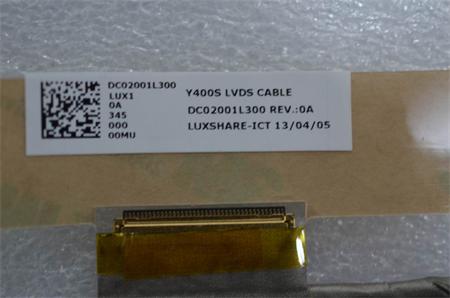 DC02001L300
LUX1
0A
345
000
00MU
Y400S LVDS CABLE
DC02001L300 REV.:0A
LUXSHARE-ICT 13/04/05